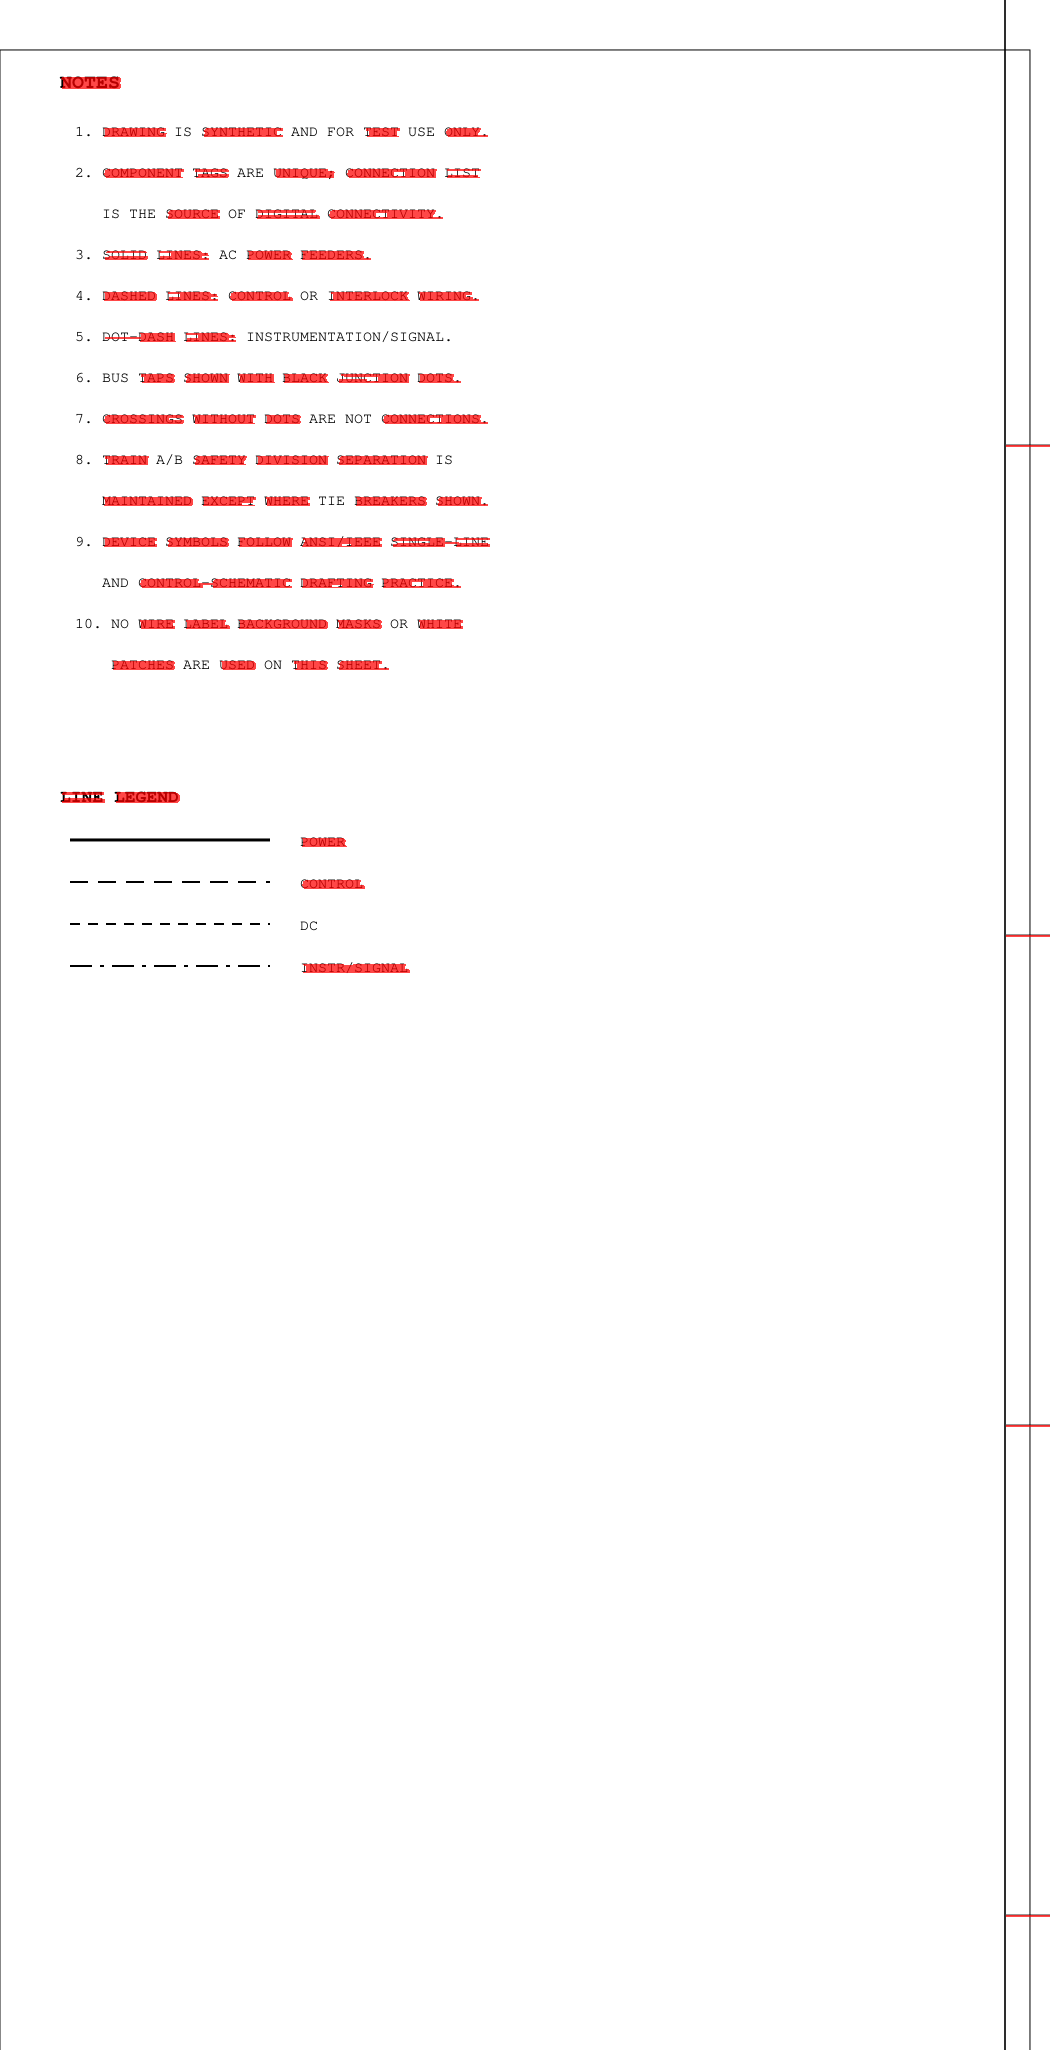 NOTES
1. DRAWING IS SYNTHETIC AND FOR TEST USE ONLY.
2. COMPONENT TAGS ARE UNIQUE; CONNECTION LIST
IS THE SOURCE OF DIGITAL CONNECTIVITY.
3. SOLID LINES: AC POWER FEEDERS.
4. DASHED LINES: CONTROL OR INTERLOCK WIRING.
5. DOT-DASH LINES: INSTRUMENTATION/SIGNAL.
6. BUS TAPS SHOWN WITH BLACK JUNCTION DOTS.
7. CROSSINGS WITHOUT DOTS ARE NOT CONNECTIONS.
8. TRAIN A/B SAFETY DIVISION SEPARATION IS
MAINTAINED EXCEPT WHERE TIE BREAKERS SHOWN.
9. DEVICE SYMBOLS FOLLOW ANSI/IEEE SINGLE-LINE
AND CONTROL-SCHEMATIC DRAFTING PRACTICE.
10. NO WIRE LABEL BACKGROUND MASKS OR WHITE
PATCHES ARE USED ON THIS SHEET.
LINE LEGEND
POWER
CONTROL
DC
INSTR/SIGNAL